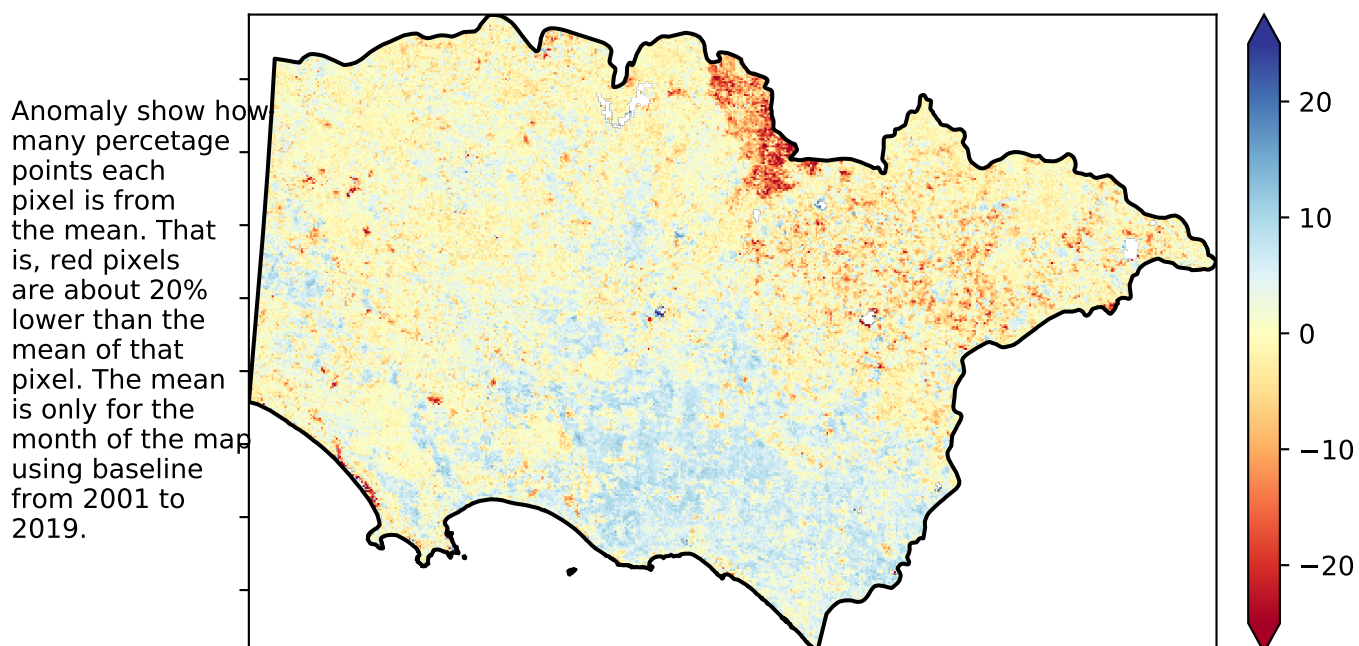 Anomaly show how
many percetage
points each
pixel is from
the mean. That
is, red pixels
are about 20%
lower than the
mean of that
pixel. The mean
is only for the
month of the map
using baseline
from 2001 to
2019.
20
10
0
−10
−20